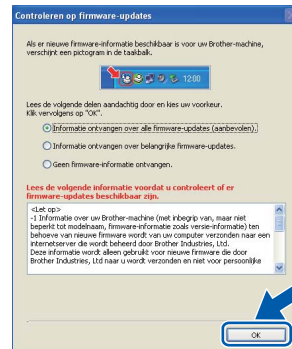 Controleren op firmware-updates
Als er nieuwe firmware-informatie beschikbaar is voor uw Brother-machine,
verschijnt een pictogram in de taakbalk.
12:00
Lees de volgende delen aandachtig door en kies uw voorkeur.
Klik vervolgens op "OK".
Informatie ontvangen over alle firmware-updates (aanbevolen).
Informatie ontvangen over belangrijke firmware-updates.
Geen firmware-informatie ontvangen.
Lees de volgende informatie voordat u controleert of er
firmware-updates beschikbaar zijn.
<Let op>
-1 Informatie over uw Brother-machine (met inbegrip van, maar niet
beperkt tot modelnaam, firmware-informatie zoals versie-informatie) ten
behoeve van nieuwe firmware wordt van uw computer verzonden naar een
internetserver die wordt beheerd door Brother Industries, Ltd.
Deze informatie wordt alleen gebruikt voor nieuwe firmware die door
Brother Industries, Ltd naar u wordt verzonden en niet voor persoonlijke
OK